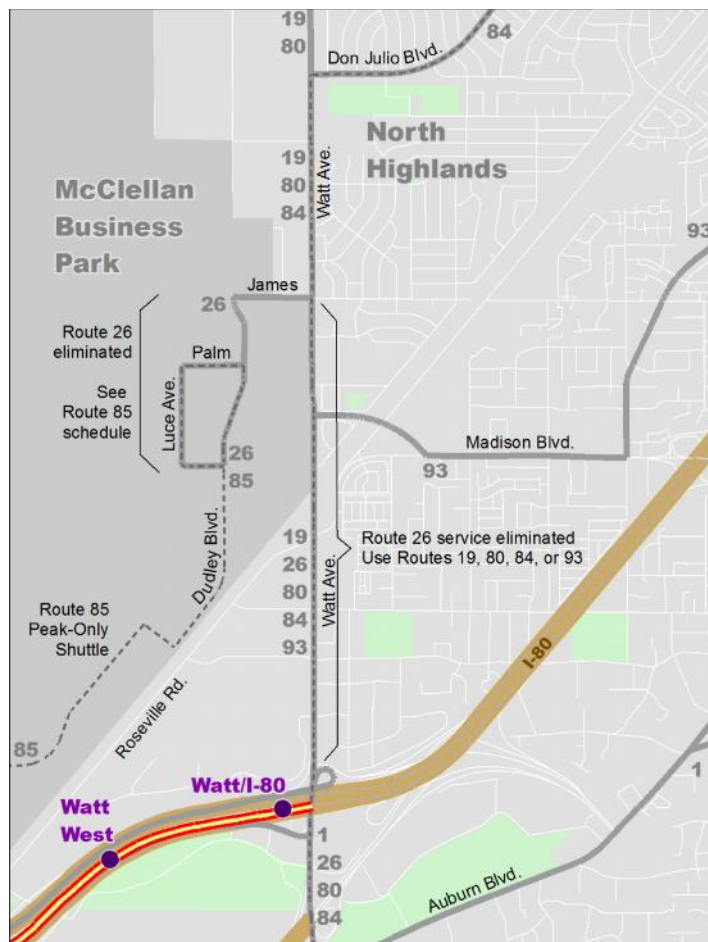 19
80
84
Don Julio Blvd.
North
Highlands
Watt Ave.
19
80
84
McClellan
Business
Park
93
James
26
Route 26
eliminated
Palm
See
Route 85
schedule
Luce Ave.
Madison Blvd.
93
26
85
Dudley Blvd.
19
26
80
84
93
Route 26 service eliminated
Use Routes 19, 80, 84, or 93
Watt Ave.
Route 85
Peak-Only
Shuttle
I-80
Roseville Rd.
85
Watt/I-80
Watt
West
1
1
26
80
84
Auburn Blvd.